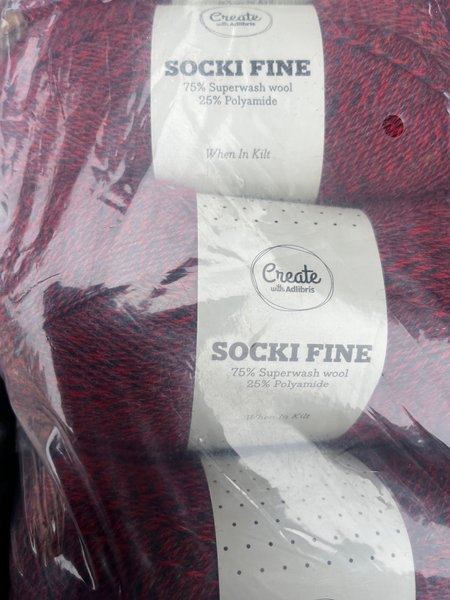 Create
with Adlibris
SOCKI FINE
75% Superwash wool
25% Polyamide
When In Kilt
Create
with Adlibris
SOCKI FINE
75% Superwash wool
25% Polyamide
When In Kilt